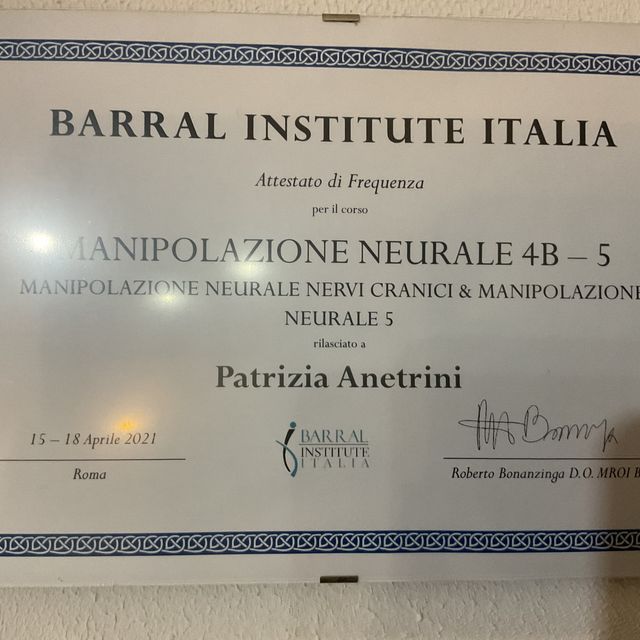 BARRAL INSTITUTE ITALIA
Attestato di Frequenza
per il corso
MANIPOLAZIONE NEURALE 4B – 5
MANIPOLAZIONE NEURALE NERVI CRANICI & MANIPOLAZIONE
NEURALE 5
rilasciato a
Patrizia Anetrini
15 – 18 Aprile 2021
Roma
BARRAL
INSTITUTE
ITALIA
Roberto Bonanzinga D.O. MROI B